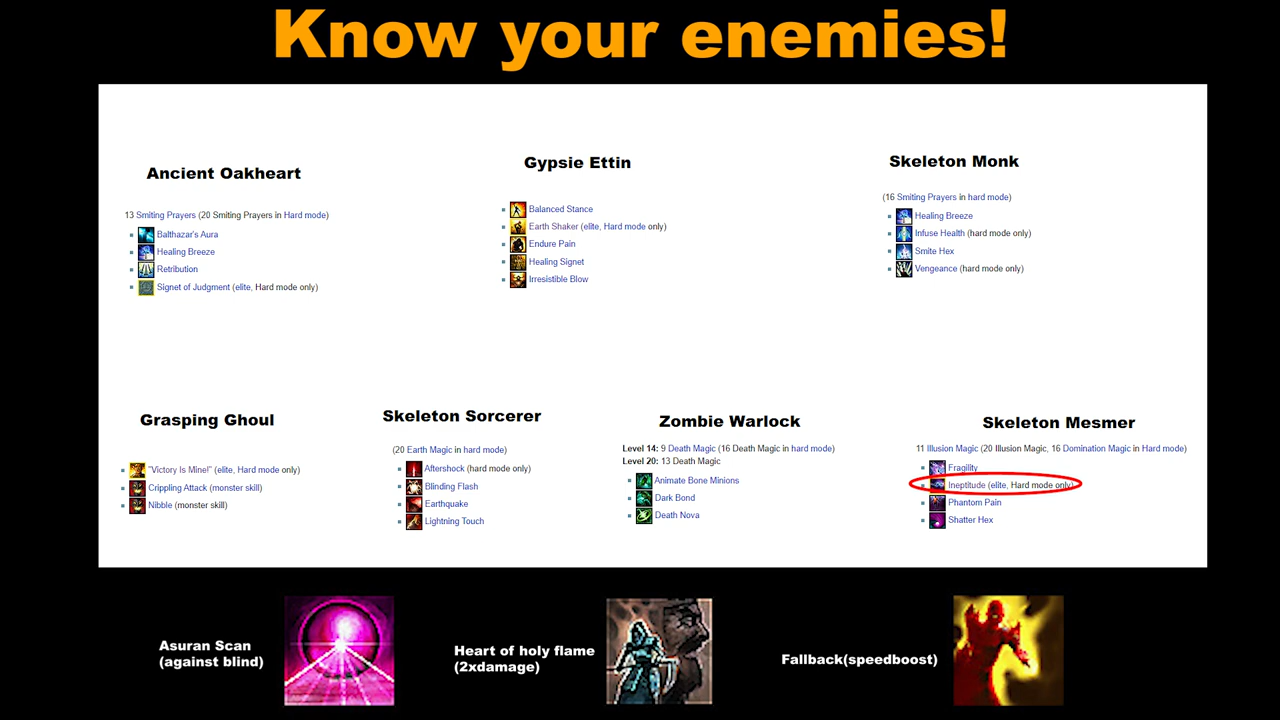 Know your enemies!
Ancient Oakheart
13 Smiting Prayers (20 Smiting Prayers in Hard mode)
Balthazar's Aura
Healing Breeze
Retribution
Signet of Judgment (elite, Hard mode only)
Gypsie Ettin
Balanced Stance
Earth Shaker (elite, Hard mode only)
Endure Pain
Healing Signet
Irresistible Blow
Skeleton Monk
(16 Smiting Prayers in hard mode)
Healing Breeze
Infuse Health (hard mode only)
Smite Hex
Vengeance (hard mode only)
Grasping Ghoul
"Victory Is Mine!" (elite, Hard mode only)
Crippling Attack (monster skill)
Nibble (monster skill)
Skeleton Sorcerer
(20 Earth Magic in hard mode)
Aftershock (hard mode only)
Blinding Flash
Earthquake
Lightning Touch
Zombie Warlock
Level 14: 9 Death Magic (16 Death Magic in hard mode)
Level 20: 13 Death Magic
Animate Bone Minions
Dark Bond
Death Nova
Skeleton Mesmer
11 Illusion Magic (20 Illusion Magic, 16 Domination Magic in Hard mode)
Fragility
Ineptitude (elite, Hard mode only)
Phantom Pain
Shatter Hex
Asuran Scan
(against blind)
Heart of holy flame
(2xdamage)
Fallback(speedboost)